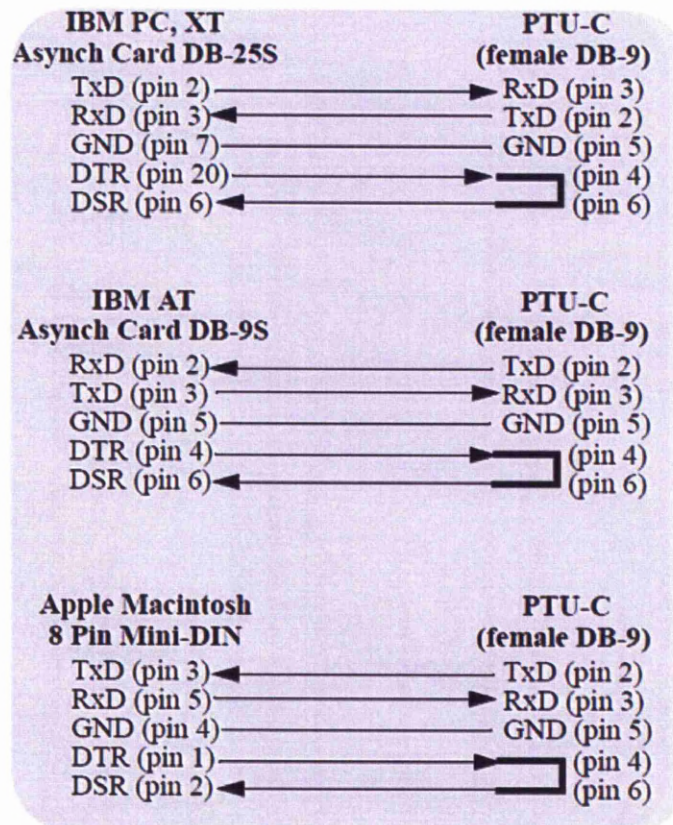 IBM PC, XT PTU-C
Asynch Card DB-25S (female DB-9)
TxD (pin 2) RxD (pin 3)
RxD (pin 3) TxD (pin 2)
GND (pin 7) GND (pin 5)
DTR (pin 20) (pin 4)
DSR (pin 6) (pin 6)
IBM AT PTU-C
Asynch Card DB-9S (female DB-9)
RxD (pin 2) TxD (pin 2)
TxD (pin 3) RxD (pin 3)
GND (pin 5) GND (pin 5)
DTR (pin 4) (pin 4)
DSR (pin 6) (pin 6)
Apple Macintosh PTU-C
8 Pin Mini-DIN (female DB-9)
TxD (pin 3) TxD (pin 2)
RxD (pin 5) RxD (pin 3)
GND (pin 4) GND (pin 5)
DTR (pin 1) (pin 4)
DSR (pin 2) (pin 6)